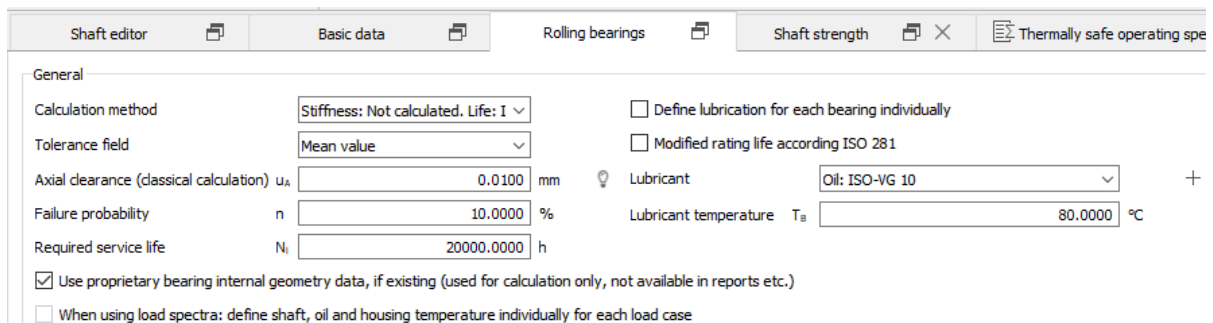 Shaft editor Basic data Rolling bearings Shaft strength Thermally safe operating spe
General
Calculation method Stiffness: Not calculated. Life: I Define lubrication for each bearing individually
Tolerance field Mean value Modified rating life according ISO 281
Axial clearance (classical calculation) uA 0.0100 mm Lubricant Oil: ISO-VG 10
Failure probability n 10.0000 % Lubricant temperature TB 80.0000 °C
Required service life Nl 20000.0000 h
Use proprietary bearing internal geometry data, if existing (used for calculation only, not available in reports etc.)
When using load spectra: define shaft, oil and housing temperature individually for each load case